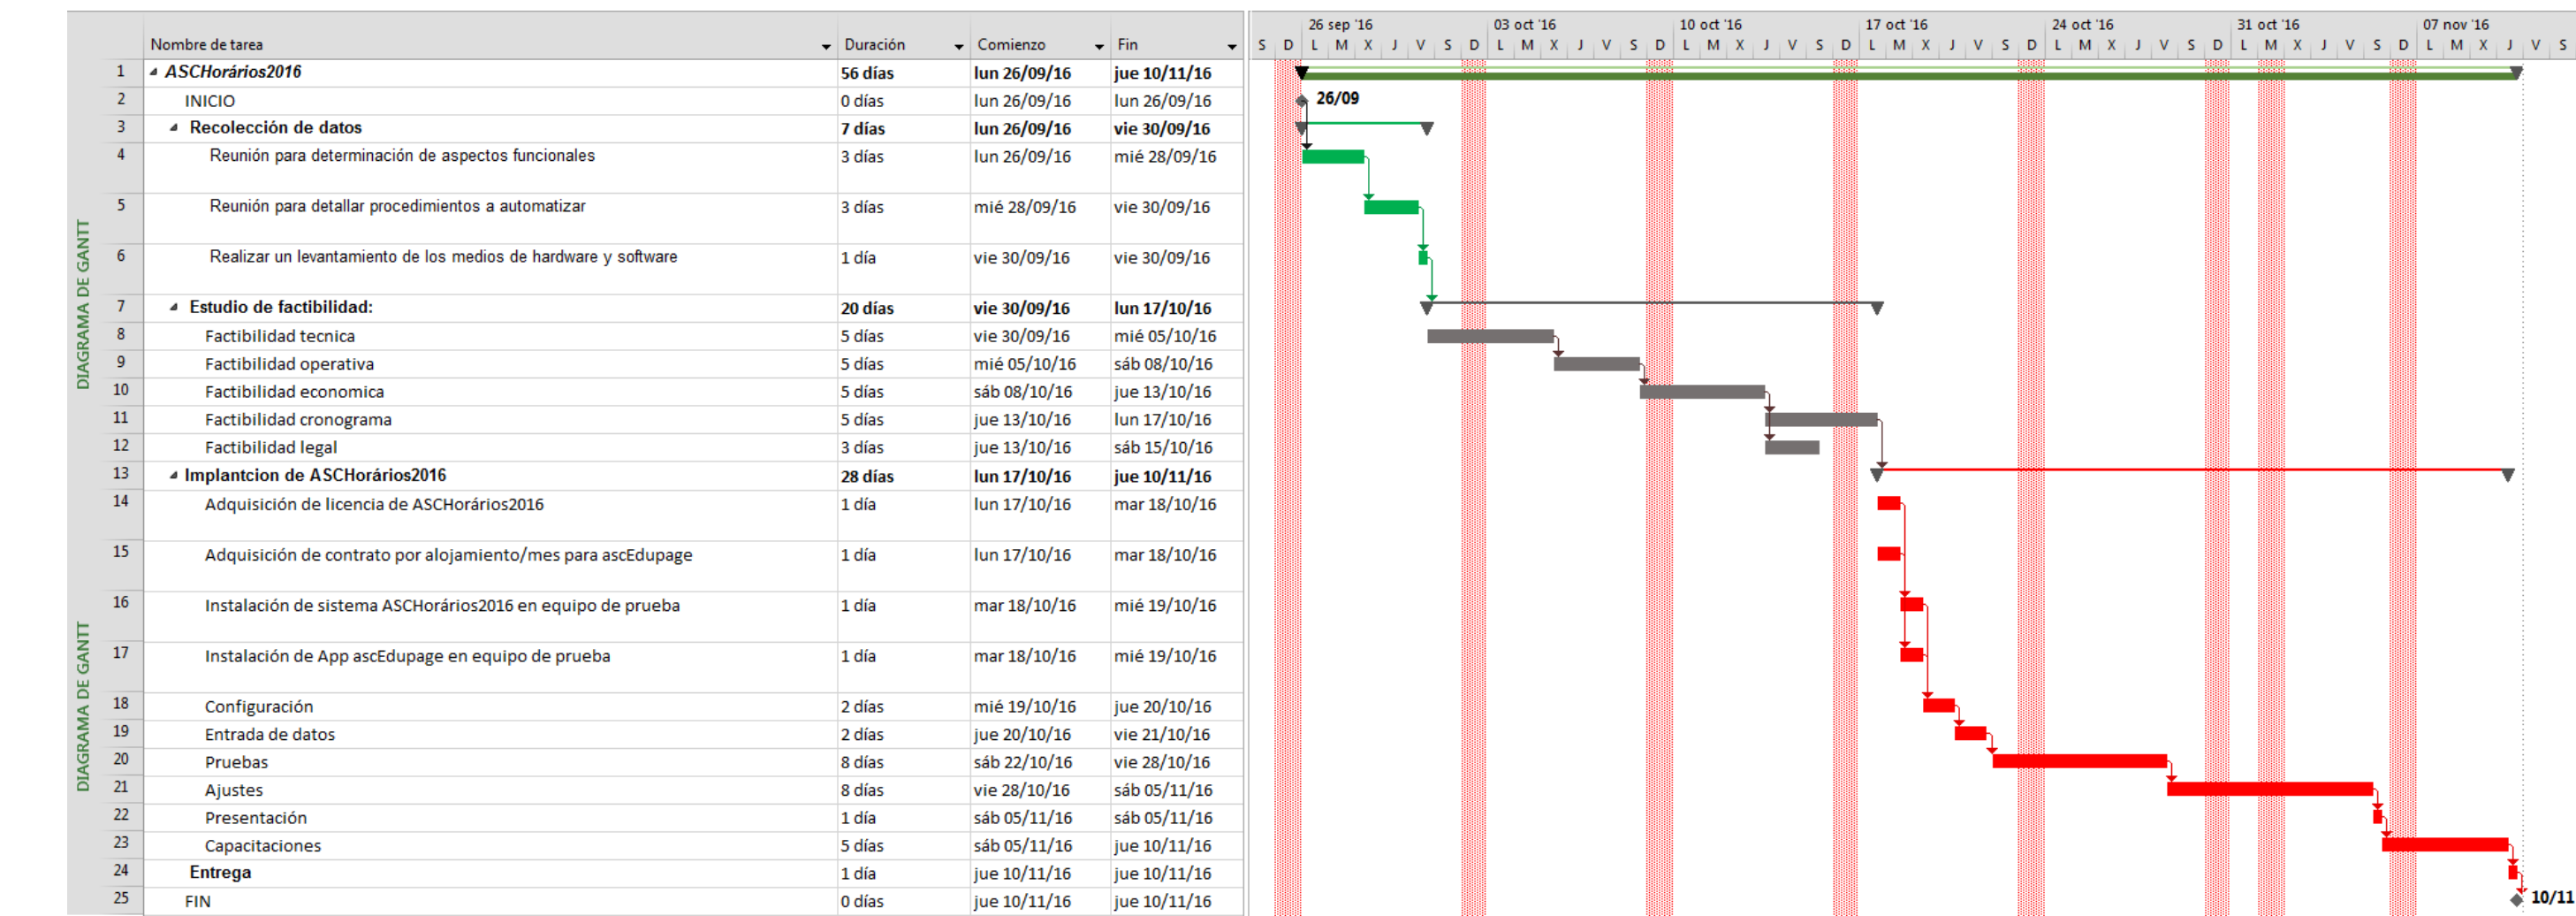 26 sep '16 03 oct '16 10 oct '16 17 oct '16 24 oct '16 31 oct '16 07 nov '16
Nombre de tarea Duración Comienzo Fin S D L M X J V S D L M X J V S D L M X J V S D L M X J V S D L M X J V S D L M X J V S D L M X J V S
1 ASCHorários2016 56 días lun 26/09/16 jue 10/11/16
2 INICIO 0 días lun 26/09/16 lun 26/09/16 26/09
3 Recolección de datos 7 días lun 26/09/16 vie 30/09/16
4 Reunión para determinación de aspectos funcionales 3 días lun 26/09/16 mié 28/09/16
5 Reunión para detallar procedimientos a automatizar 3 días mié 28/09/16 vie 30/09/16
6 Realizar un levantamiento de los medios de hardware y software 1 día vie 30/09/16 vie 30/09/16
DIAGRAMA DE GANTT
7 Estudio de factibilidad: 20 días vie 30/09/16 lun 17/10/16
8 Factibilidad tecnica 5 días vie 30/09/16 mié 05/10/16
9 Factibilidad operativa 5 días mié 05/10/16 sáb 08/10/16
10 Factibilidad economica 5 días sáb 08/10/16 jue 13/10/16
11 Factibilidad cronograma 5 días jue 13/10/16 lun 17/10/16
12 Factibilidad legal 3 días jue 13/10/16 sáb 15/10/16
13 Implantcion de ASCHorários2016 28 días lun 17/10/16 jue 10/11/16
14 Adquisición de licencia de ASCHorários2016 1 día lun 17/10/16 mar 18/10/16
15 Adquisición de contrato por alojamiento/mes para ascEdupage 1 día lun 17/10/16 mar 18/10/16
16 Instalación de sistema ASCHorários2016 en equipo de prueba 1 día mar 18/10/16 mié 19/10/16
17 Instalación de App ascEdupage en equipo de prueba 1 día mar 18/10/16 mié 19/10/16
DIAGRAMA DE GANTT
18 Configuración 2 días mié 19/10/16 jue 20/10/16
19 Entrada de datos 2 días jue 20/10/16 vie 21/10/16
20 Pruebas 8 días sáb 22/10/16 vie 28/10/16
21 Ajustes 8 días vie 28/10/16 sáb 05/11/16
22 Presentación 1 día sáb 05/11/16 sáb 05/11/16
23 Capacitaciones 5 días sáb 05/11/16 jue 10/11/16
24 Entrega 1 día jue 10/11/16 jue 10/11/16
25 FIN 0 días jue 10/11/16 jue 10/11/16 10/11